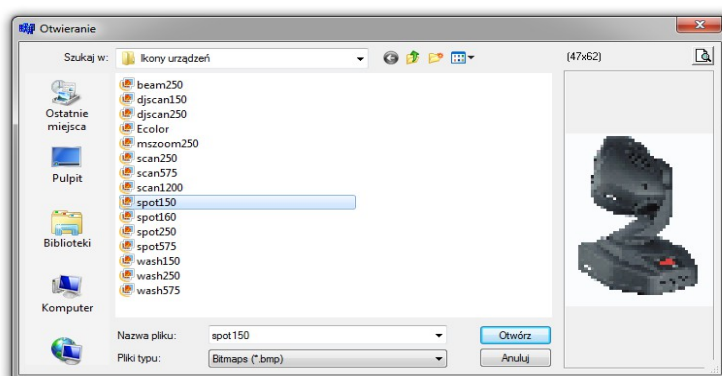 Otwieranie
Szukaj w: Ikony urządzeń (47x62)
Ostatnie miejsca
Pulpit
Biblioteki
Komputer
beam250
djscan150
djscan250
Ecolor
mszoom250
scan250
scan575
scan1200
spot150
spot160
spot250
spot575
wash150
wash250
wash575
Nazwa pliku: spot150 Otwórz
Pliki typu: Bitmaps (*.bmp) Anuluj